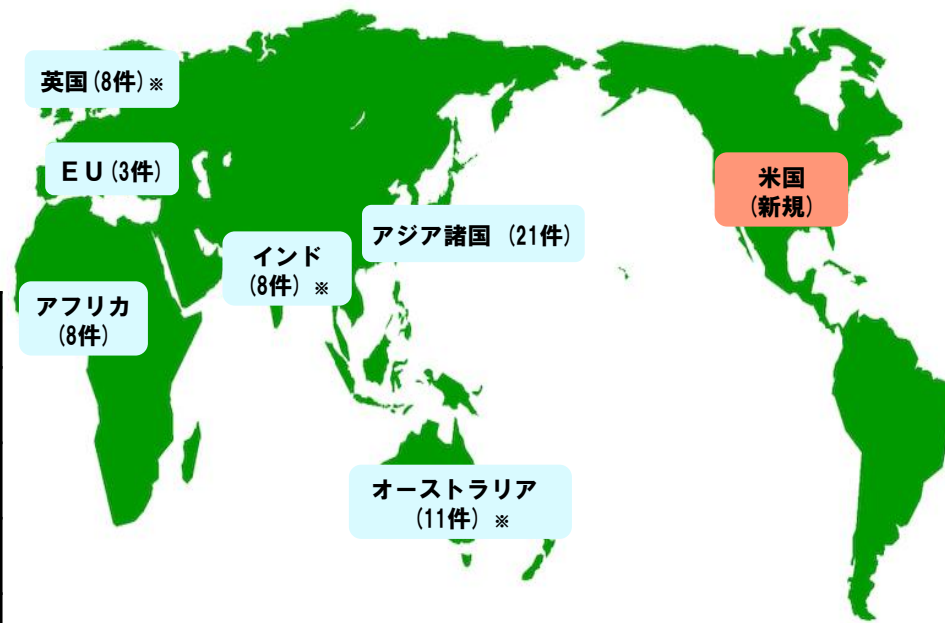 英国(8件)※
EU(3件)
米国
(新規)
アジア諸国 (21件)
インド
(8件) ※
アフリカ
(8件)
オーストラリア
(11件) ※